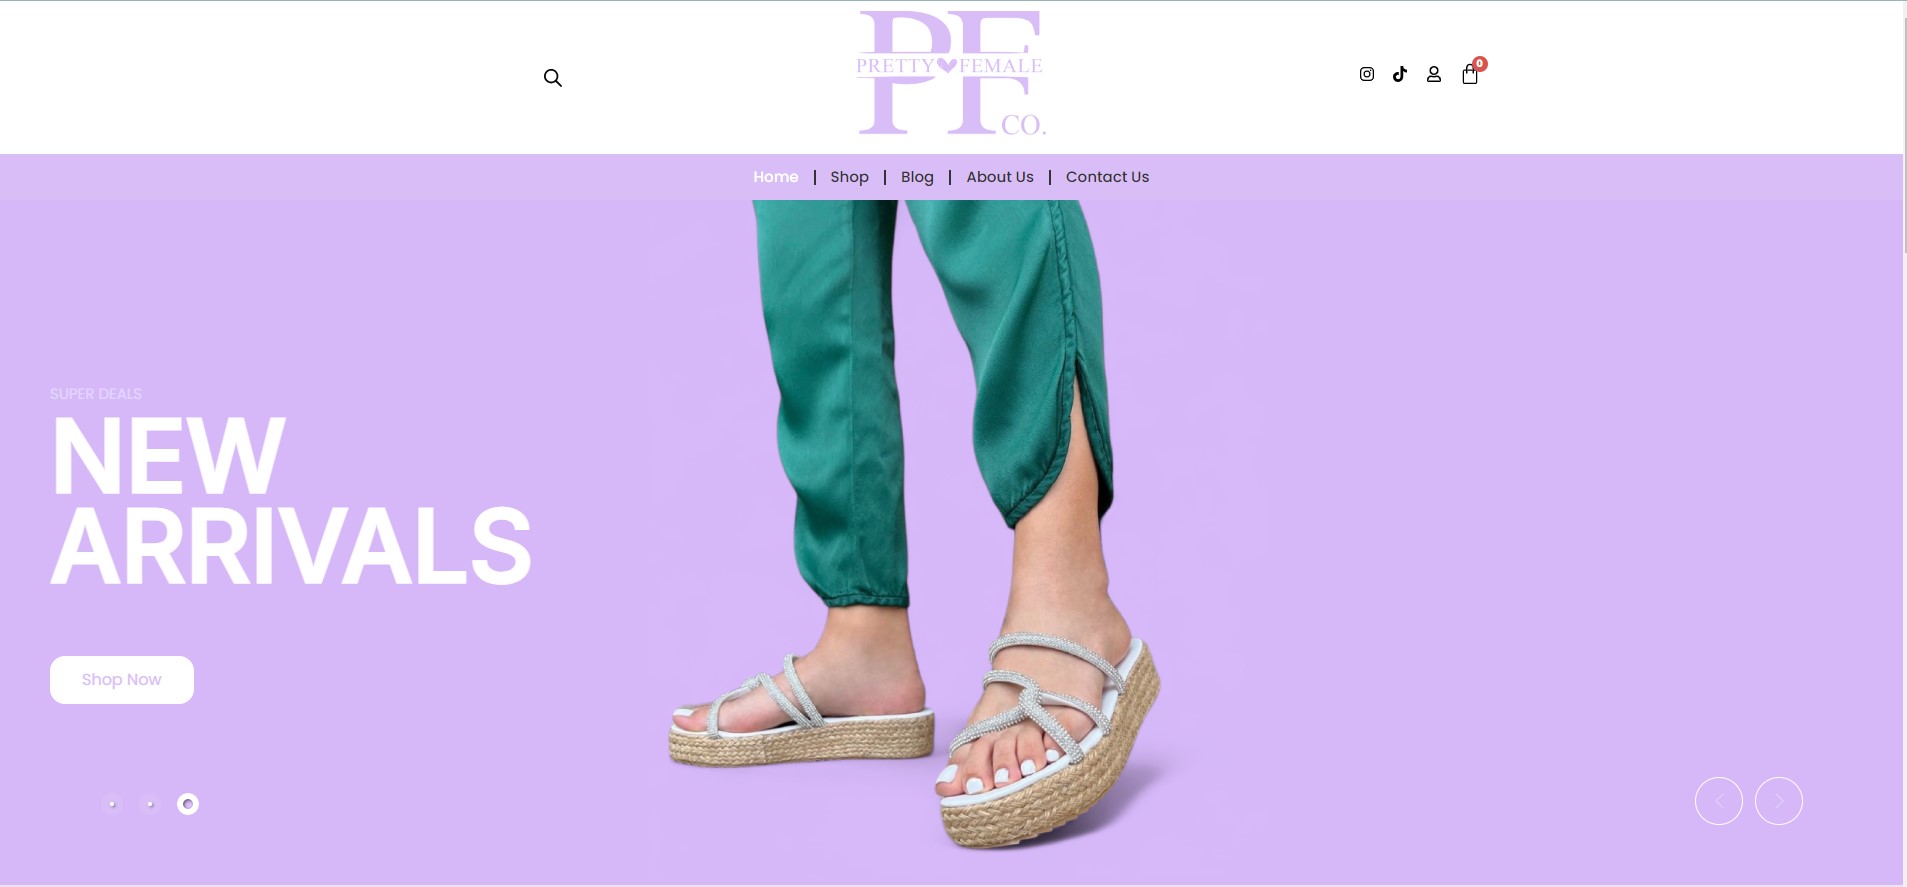 PF
PRETTY FEMALE
CO.
0
Home | Shop | Blog | About Us | Contact Us
SUPER DEALS
NEW
ARRIVALS
Shop Now